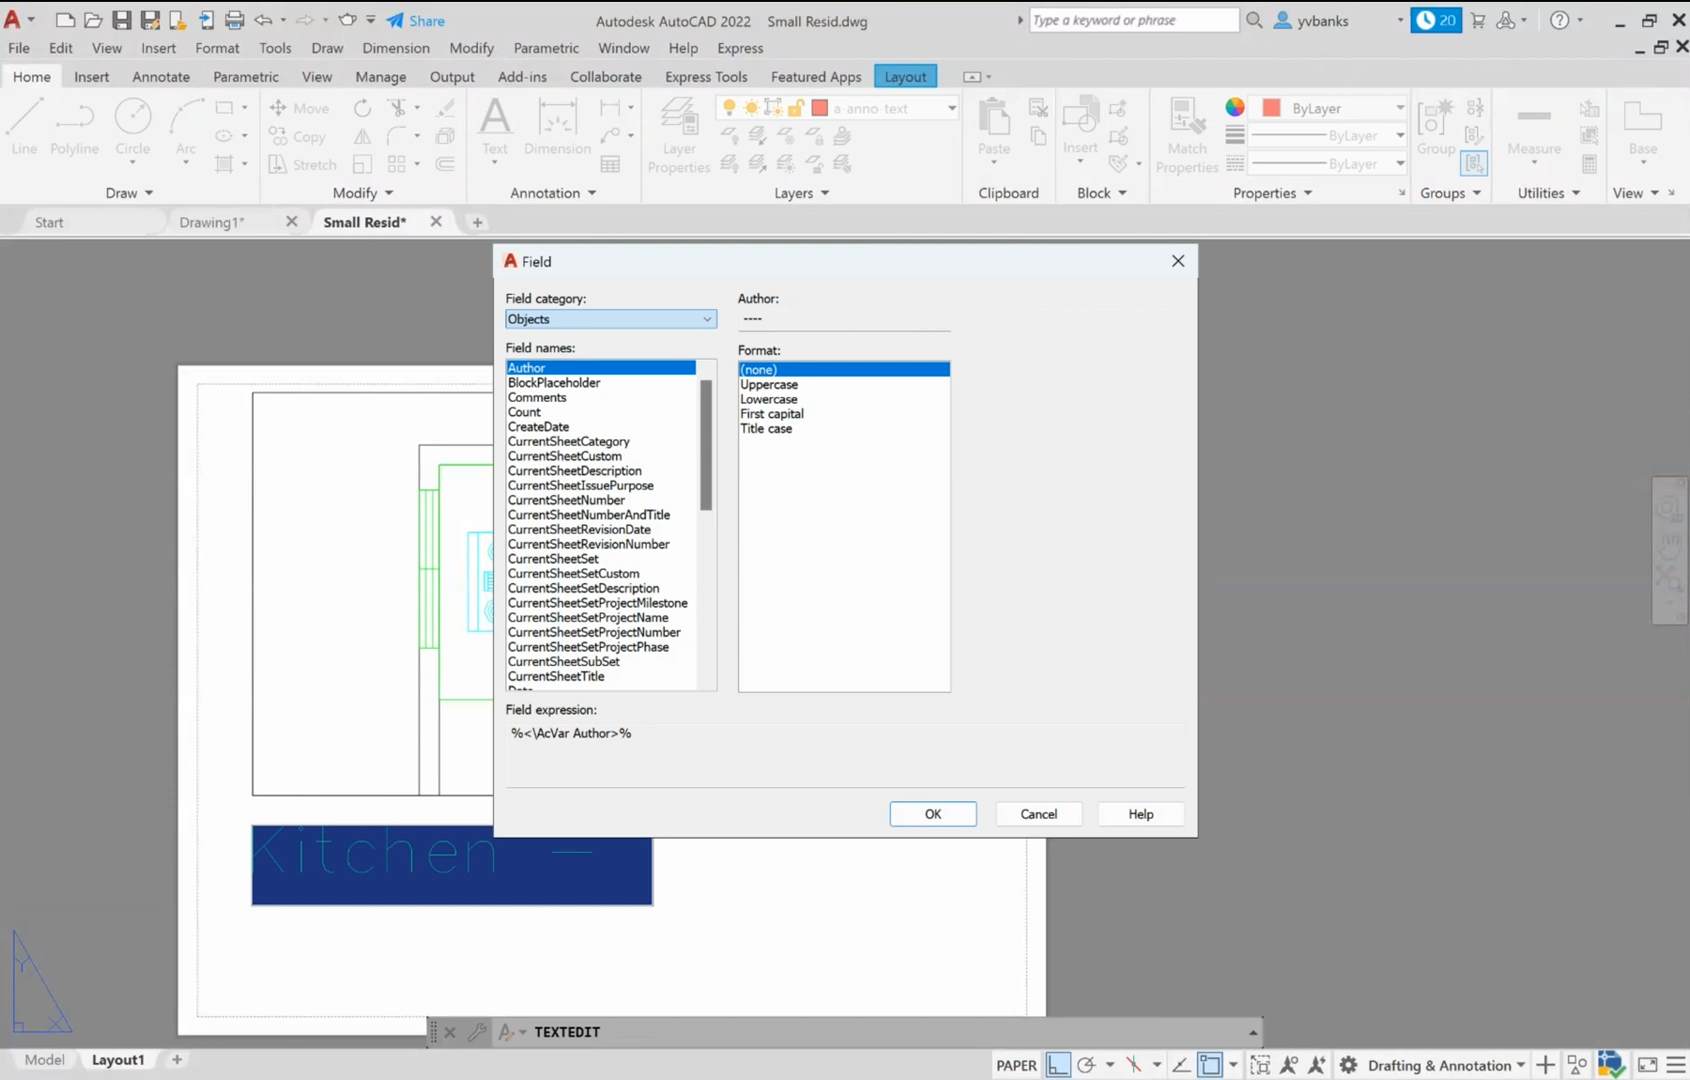 Share
Autodesk AutoCAD 2022 Small Resid.dwg
Type a keyword or phrase
yvbanks
20
File Edit View Insert Format Tools Draw Dimension Modify Parametric Window Help Express
Home Insert Annotate Parametric View Manage Output Add-ins Collaborate Express Tools Featured Apps Layout
Line Polyline Circle Arc
Move
Copy
Stretch
Text Dimension
Layer
Properties
a-anno-text
Paste
Insert
Match
Properties
ByLayer
ByLayer
ByLayer
Group
Measure
Base
Draw Modify Annotation Layers Clipboard Block Properties Groups Utilities View
Start Drawing1* Small Resid*
A Field
Field category:
Objects
Field names:
Author
BlockPlaceholder
Comments
Count
CreateDate
CurrentSheetCategory
CurrentSheetCustom
CurrentSheetDescription
CurrentSheetIssuePurpose
CurrentSheetNumber
CurrentSheetNumberAndTitle
CurrentSheetRevisionDate
CurrentSheetRevisionNumber
CurrentSheetSet
CurrentSheetSetCustom
CurrentSheetSetDescription
CurrentSheetSetProjectMilestone
CurrentSheetSetProjectName
CurrentSheetSetProjectNumber
CurrentSheetSetProjectPhase
CurrentSheetSubSet
CurrentSheetTitle
Author:
----
Format:
(none)
Uppercase
Lowercase
First capital
Title case
Field expression:
%<\AcVar Author>%
OK Cancel Help
Kitchen –
Y
X
TEXTEDIT
Model Layout1
PAPER
Drafting & Annotation